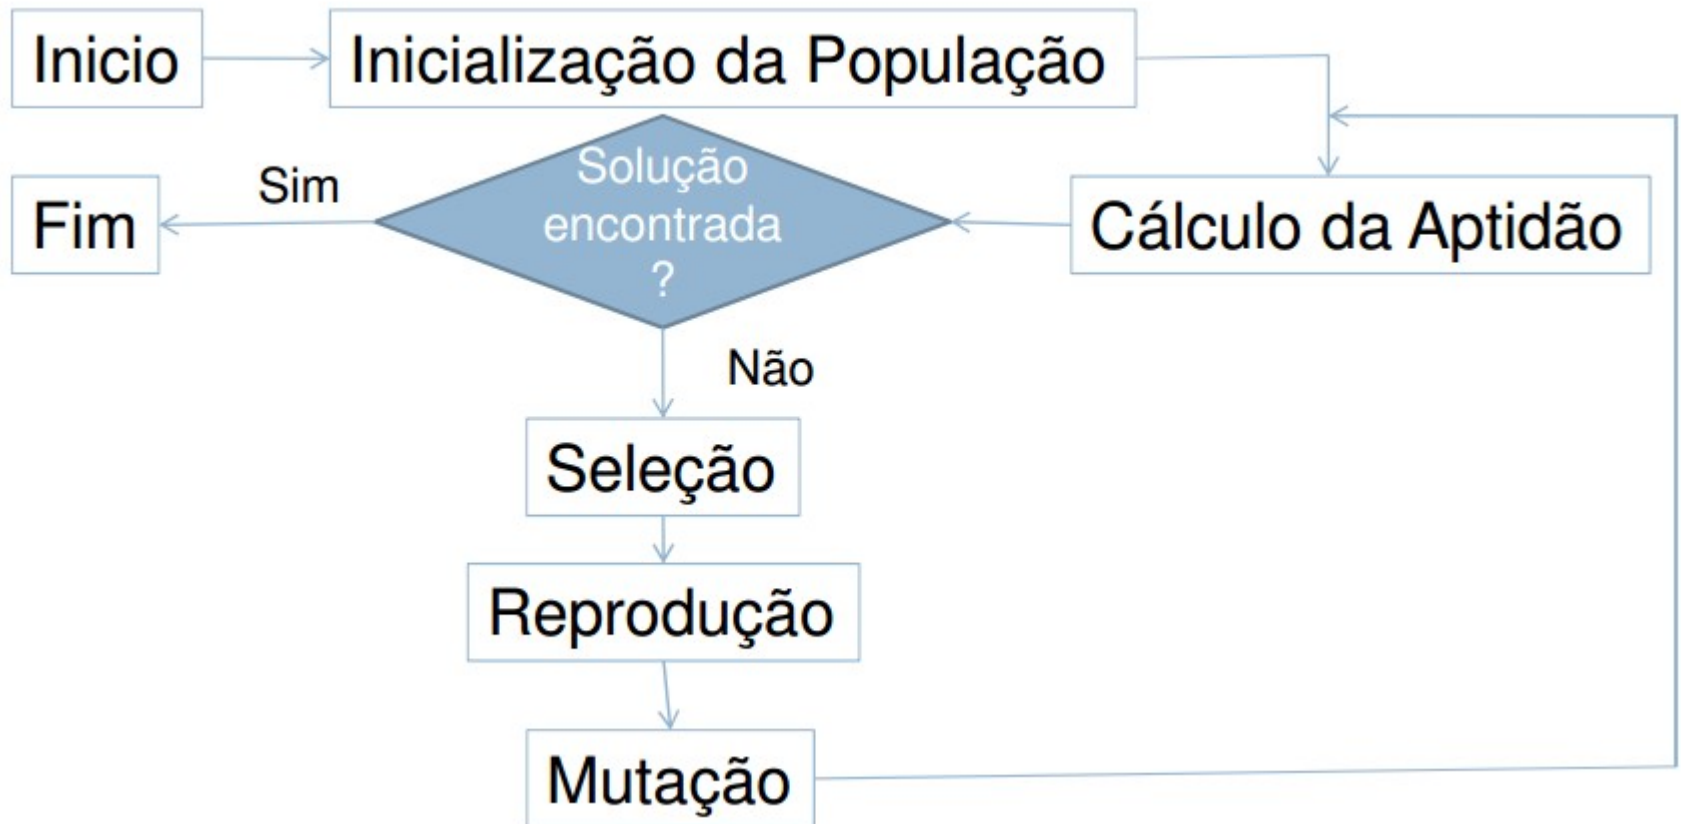 Inicio
Inicialização da População
Solução
encontrada
?
Sim
Fim
Cálculo da Aptidão
Não
Seleção
Reprodução
Mutação